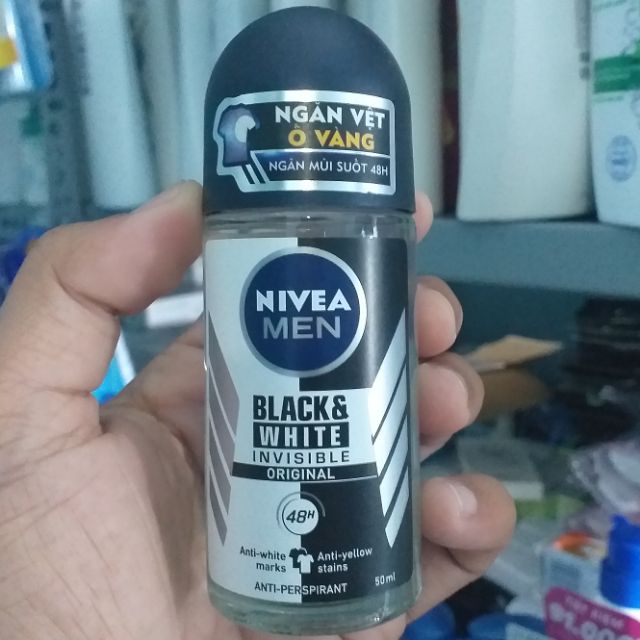 NGĂN VỆT
Ố VÀNG
NGĂN MÙI SUỐT 48H
NIVEA
MEN
BLACK&
WHITE
INVISIBLE
ORIGINAL
48H
Anti-white marks
Anti-yellow stains
ANTI-PERSPIRANT
50ml